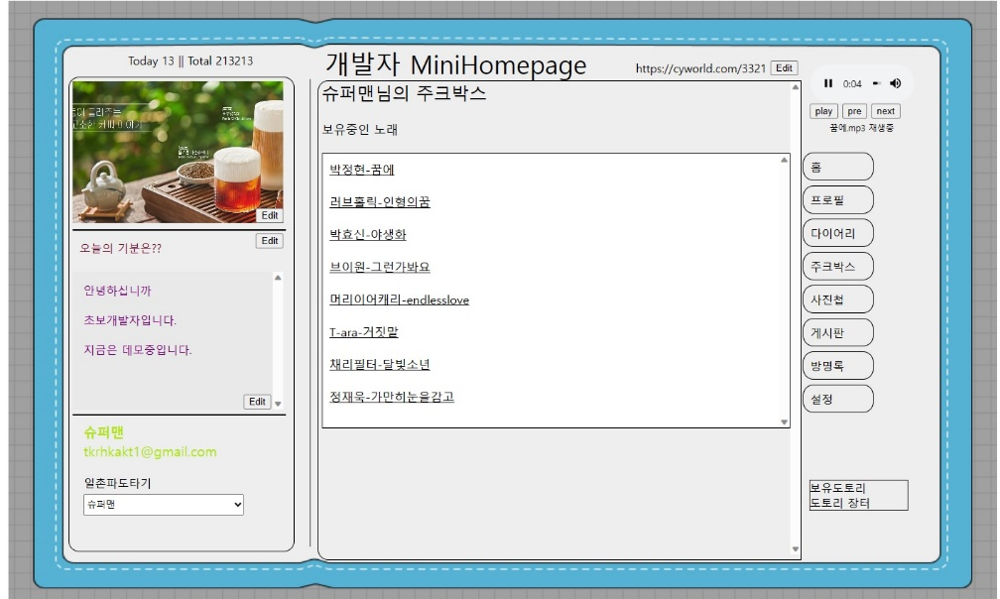 Today 13 || Total 213213
개발자 MiniHomepage
https://cyworld.com/3321
Edit
0:04
play
pre
next
꿈에.mp3 재생중
Edit
오늘의 기분은??
Edit
안녕하십니까
초보개발자입니다.
지금은 데모중입니다.
Edit
슈퍼맨
tkrhkakt1@gmail.com
일촌파도타기
슈퍼맨
슈퍼맨님의 주크박스
보유중인 노래
박정현-꿈에
러브홀릭-인형의꿈
박효신-야생화
브이원-그런가봐요
머리이어캐리-endlesslove
T-ara-거짓말
채리필터-달빛소년
정재욱-가만히눈을감고
홈
프로필
다이어리
주크박스
사진첩
게시판
방명록
설정
보유도토리
도토리 장터